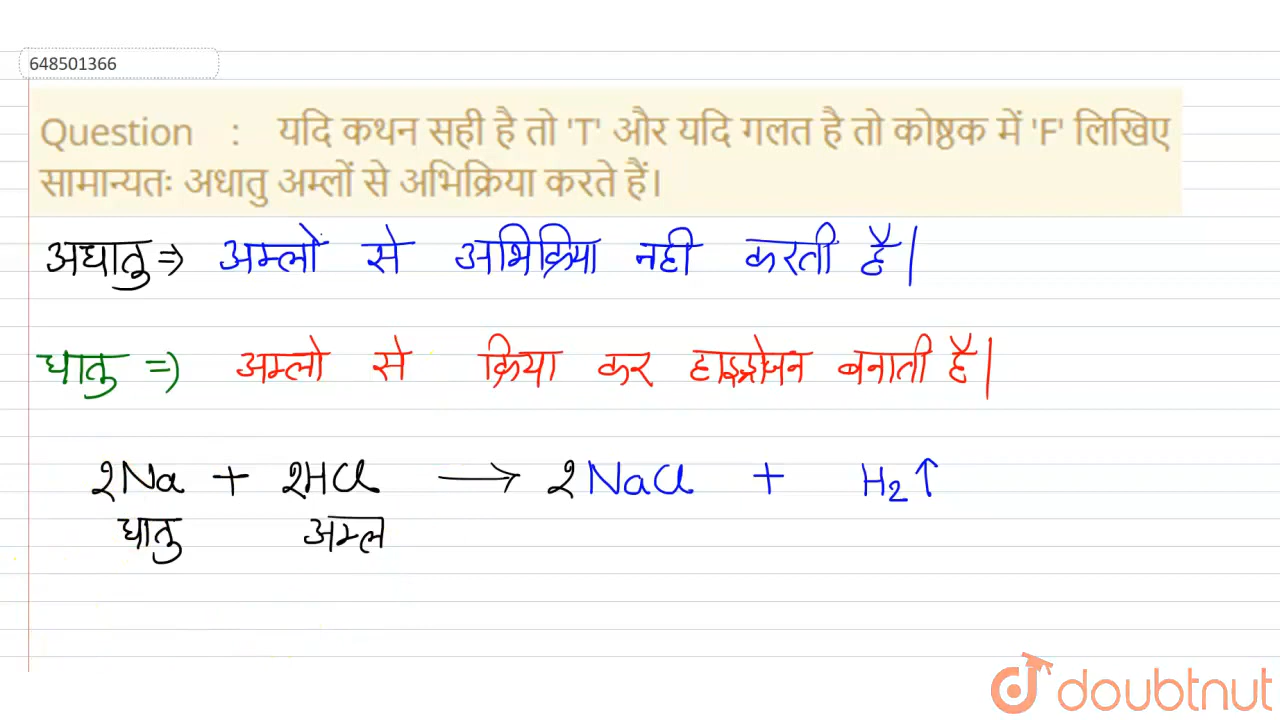 648501366
Question : यदि कथन सही है तो 'T' और यदि गलत है तो कोष्ठक में 'F' लिखिए
सामान्यतः अधातु अम्लों से अभिक्रिया करते हैं।
अधातु ⇒ अम्लो से अभिक्रिया नही करती है।
धातु ⇒ अम्लो से क्रिया कर हाइड्रोजन बनाती है।
2Na + 2HCl ⟶ 2NaCl + H₂↑
धातु अम्ल
doubtnut